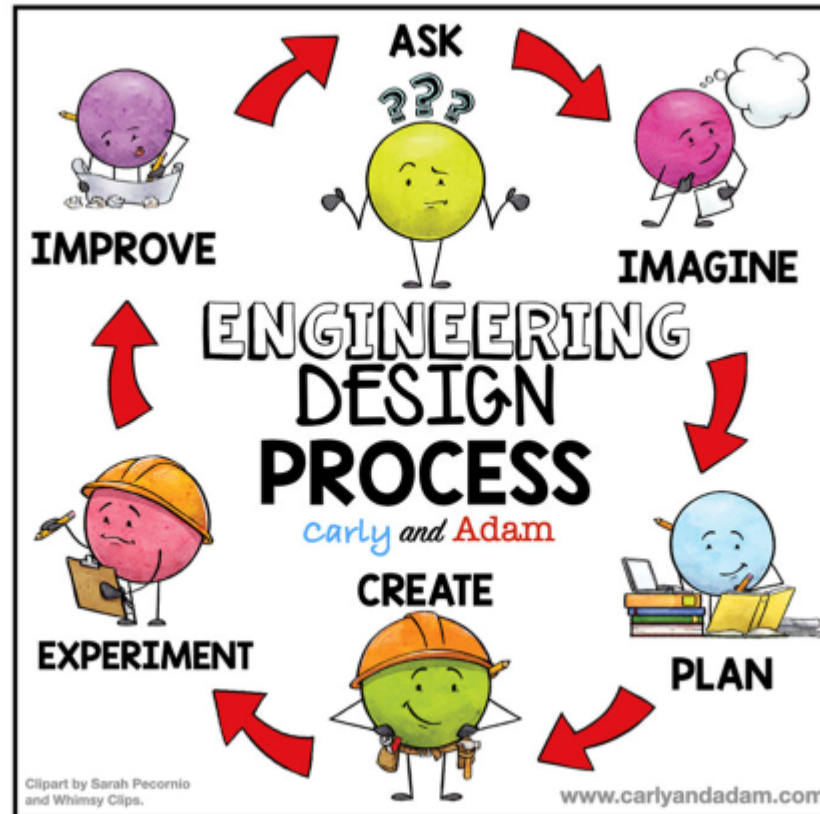 ASK
???
IMPROVE
IMAGINE
ENGINEERING
DESIGN
PROCESS
Carly and Adam
CREATE
EXPERIMENT
PLAN
Clipart by Sarah Pecornio
and Whimsy Clips.
www.carlyandadam.com